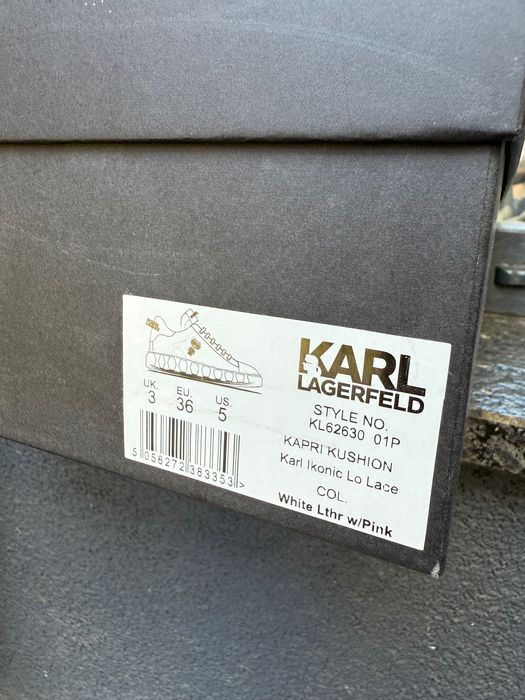 KARL
LAGERFELD
UK. EU. US.
3 36 5
STYLE NO.
KL62630 01P
KAPRI KUSHION
Karl Ikonic Lo Lace
COL.
White Lthr w/Pink
5 056272 383353 >